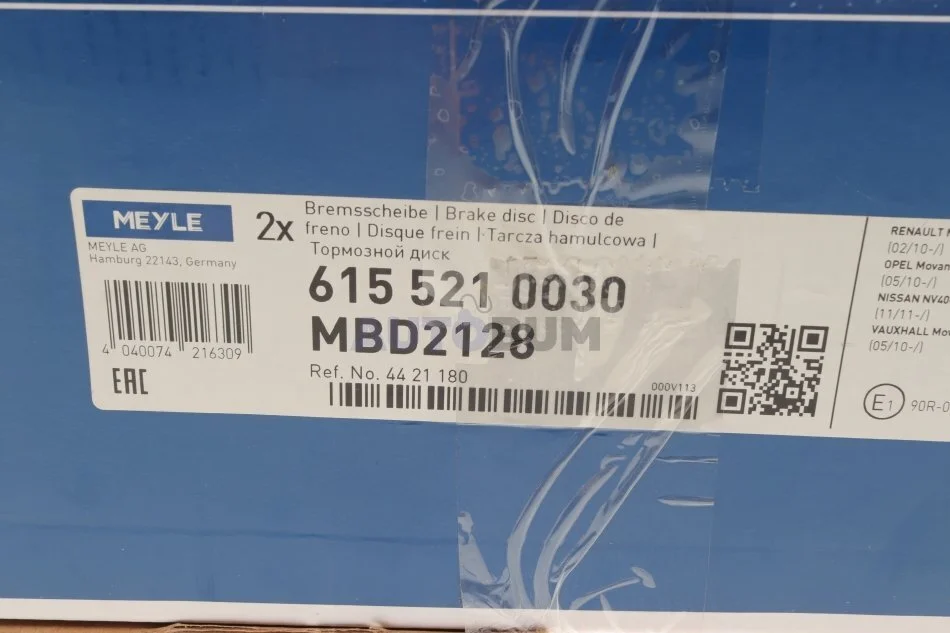 MEYLE
MEYLE AG
Hamburg 22143, Germany
4 040074 216309
EAC
2x
Bremsscheibe | Brake disc | Disco de
freno | Disque frein | Tarcza hamulcowa |
Тормозной диск
615 521 0030
MBD2128
AUTORUM
Ref. No. 44 21 180
000V113
RENAULT
(02/10-/)
OPEL Movan
(05/10-/)
NISSAN NV40
(11/11-/)
VAUXHALL Mo
(05/10-/)
E1 90R-0